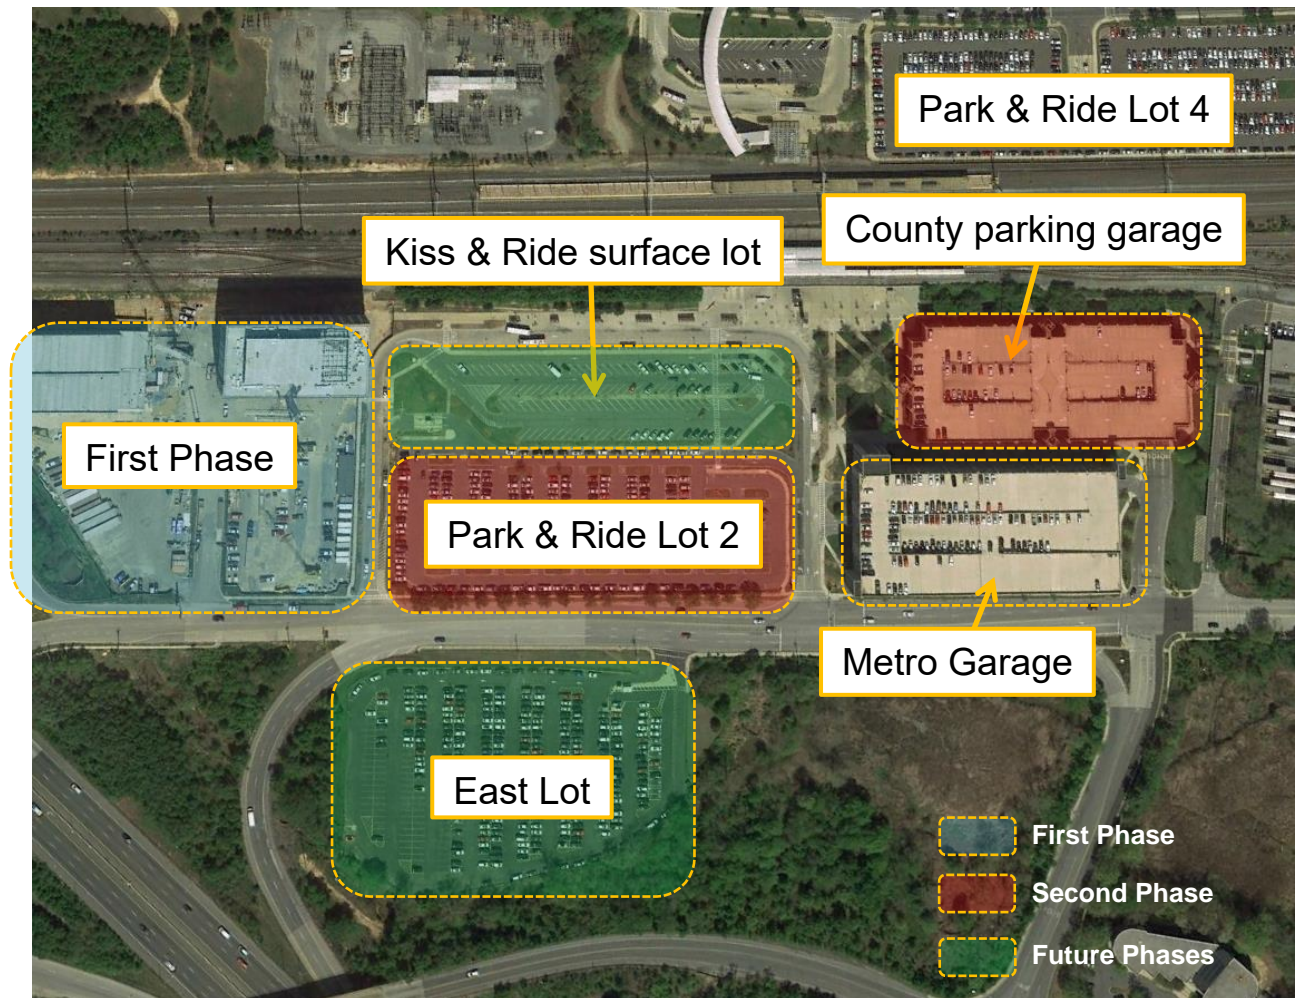 Park & Ride Lot 4
County parking garage
Kiss & Ride surface lot
First Phase
Park & Ride Lot 2
Metro Garage
East Lot
First Phase
Second Phase
Future Phases